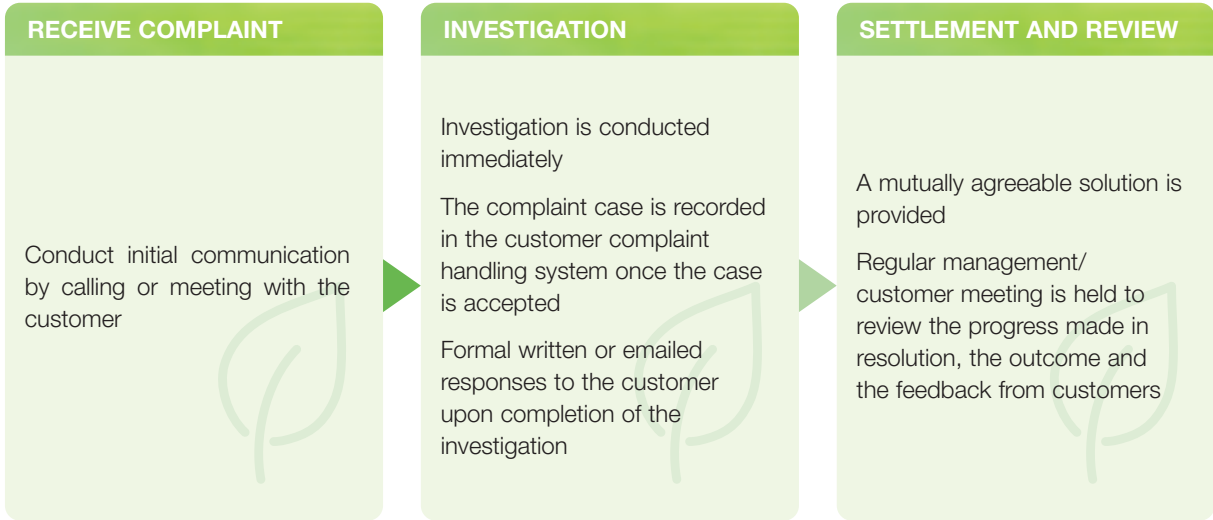 RECEIVE COMPLAINT
Conduct initial communication
by calling or meeting with the
customer
INVESTIGATION
Investigation is conducted
immediately
The complaint case is recorded
in the customer complaint
handling system once the case
is accepted
Formal written or emailed
responses to the customer
upon completion of the
investigation
SETTLEMENT AND REVIEW
A mutually agreeable solution is
provided
Regular management/
customer meeting is held to
review the progress made in
resolution, the outcome and
the feedback from customers